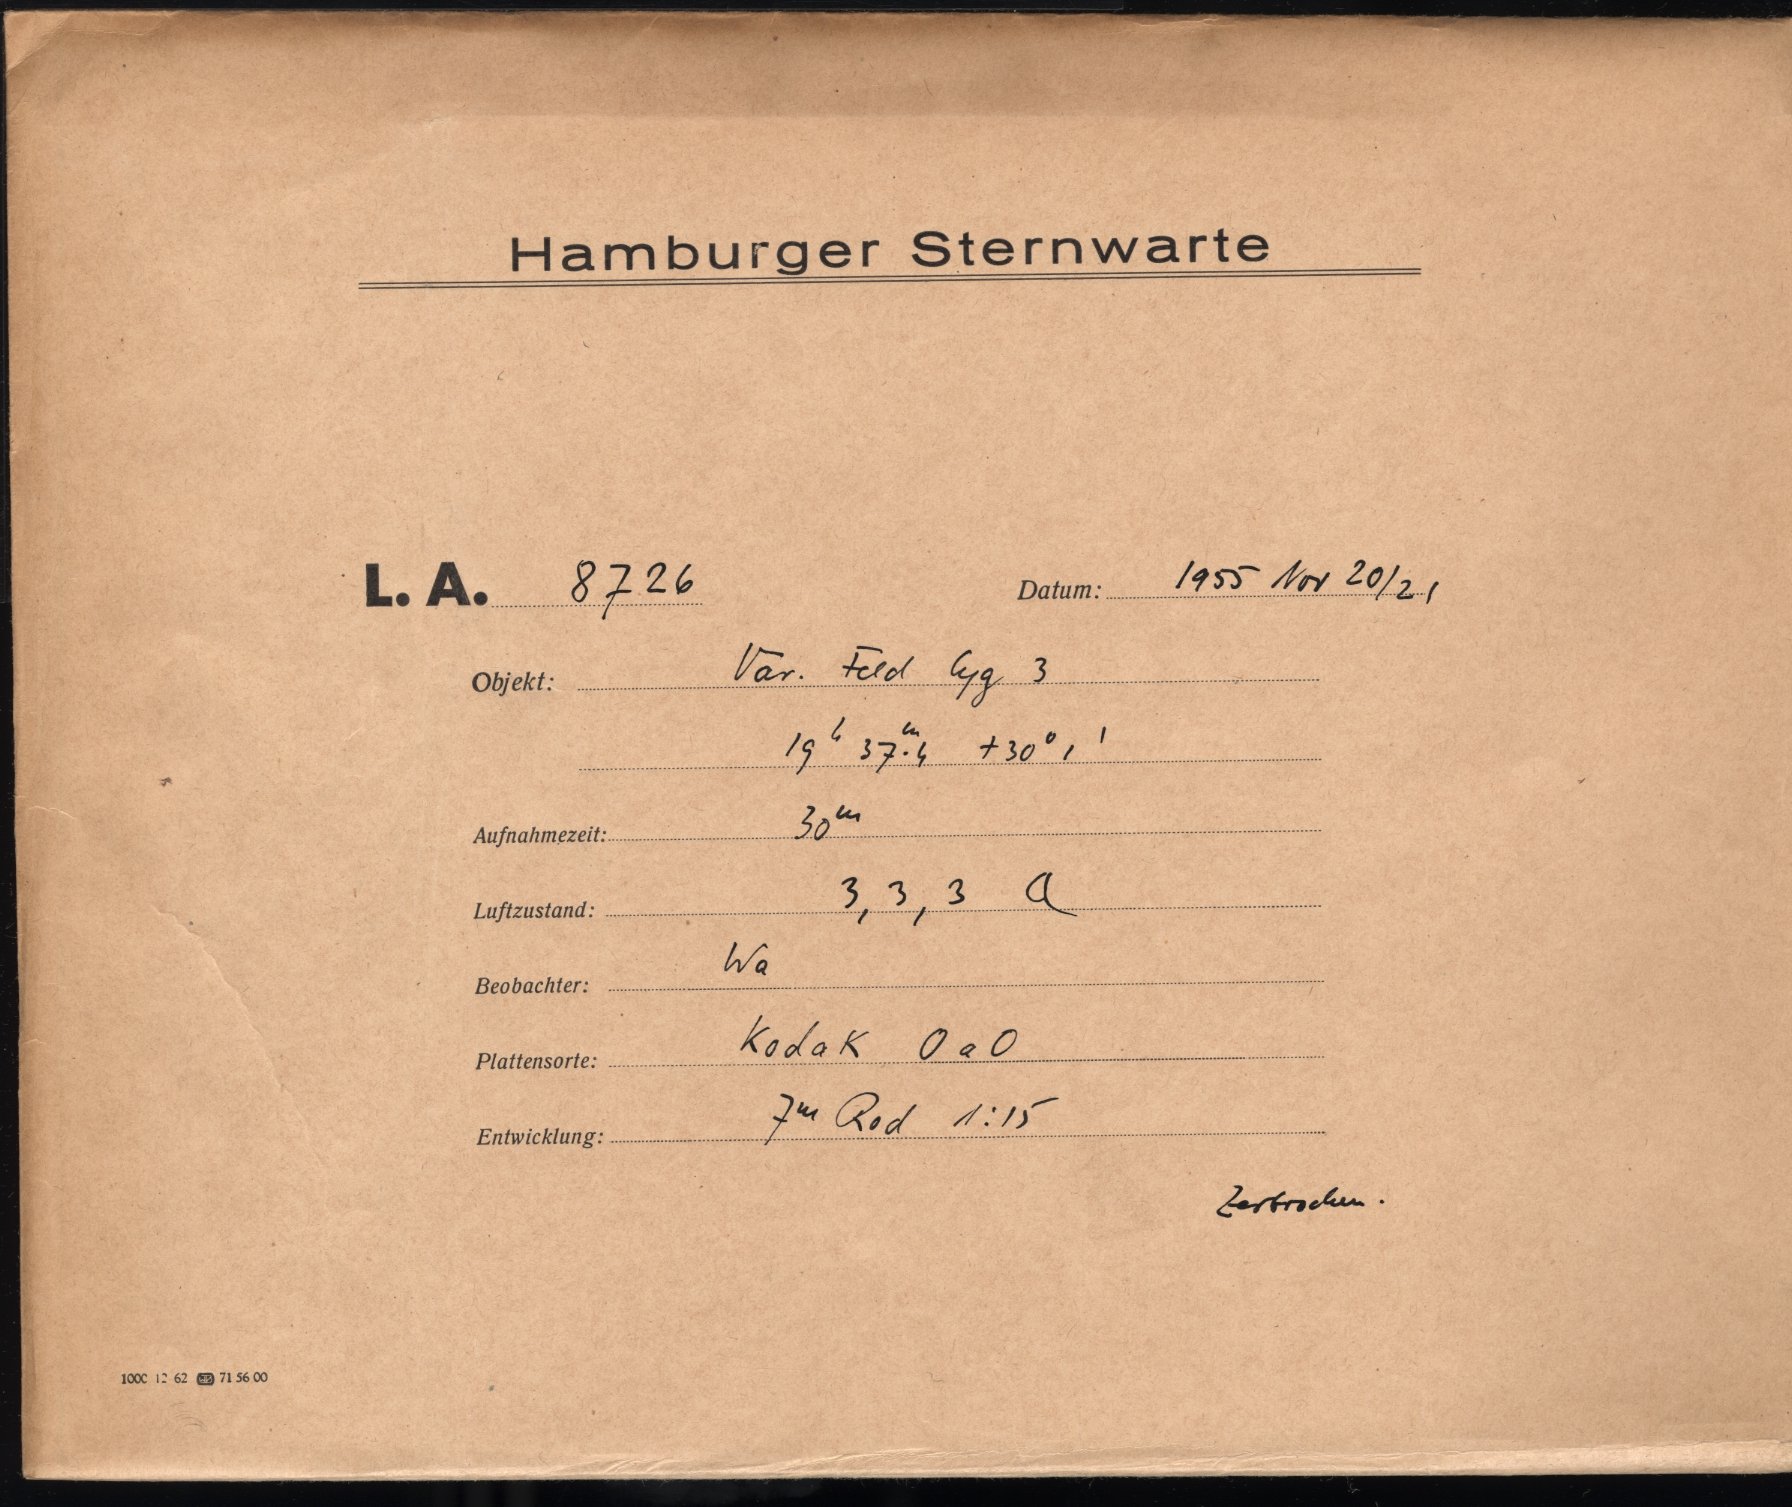 Hamburger Sternwarte
L. A. 8726 Datum: 1955 Nov 20/21
Objekt: Var. Feld Cyg 3
19h 37m.4 +30° 1'
Aufnahmezeit: 30m
Luftzustand: 3, 3, 3 a
Beobachter: Wa
Plattensorte: Kodak OaO
Entwicklung: 7m Rod 1:15
Zerbrochen.
1000 12 62 71 56 00